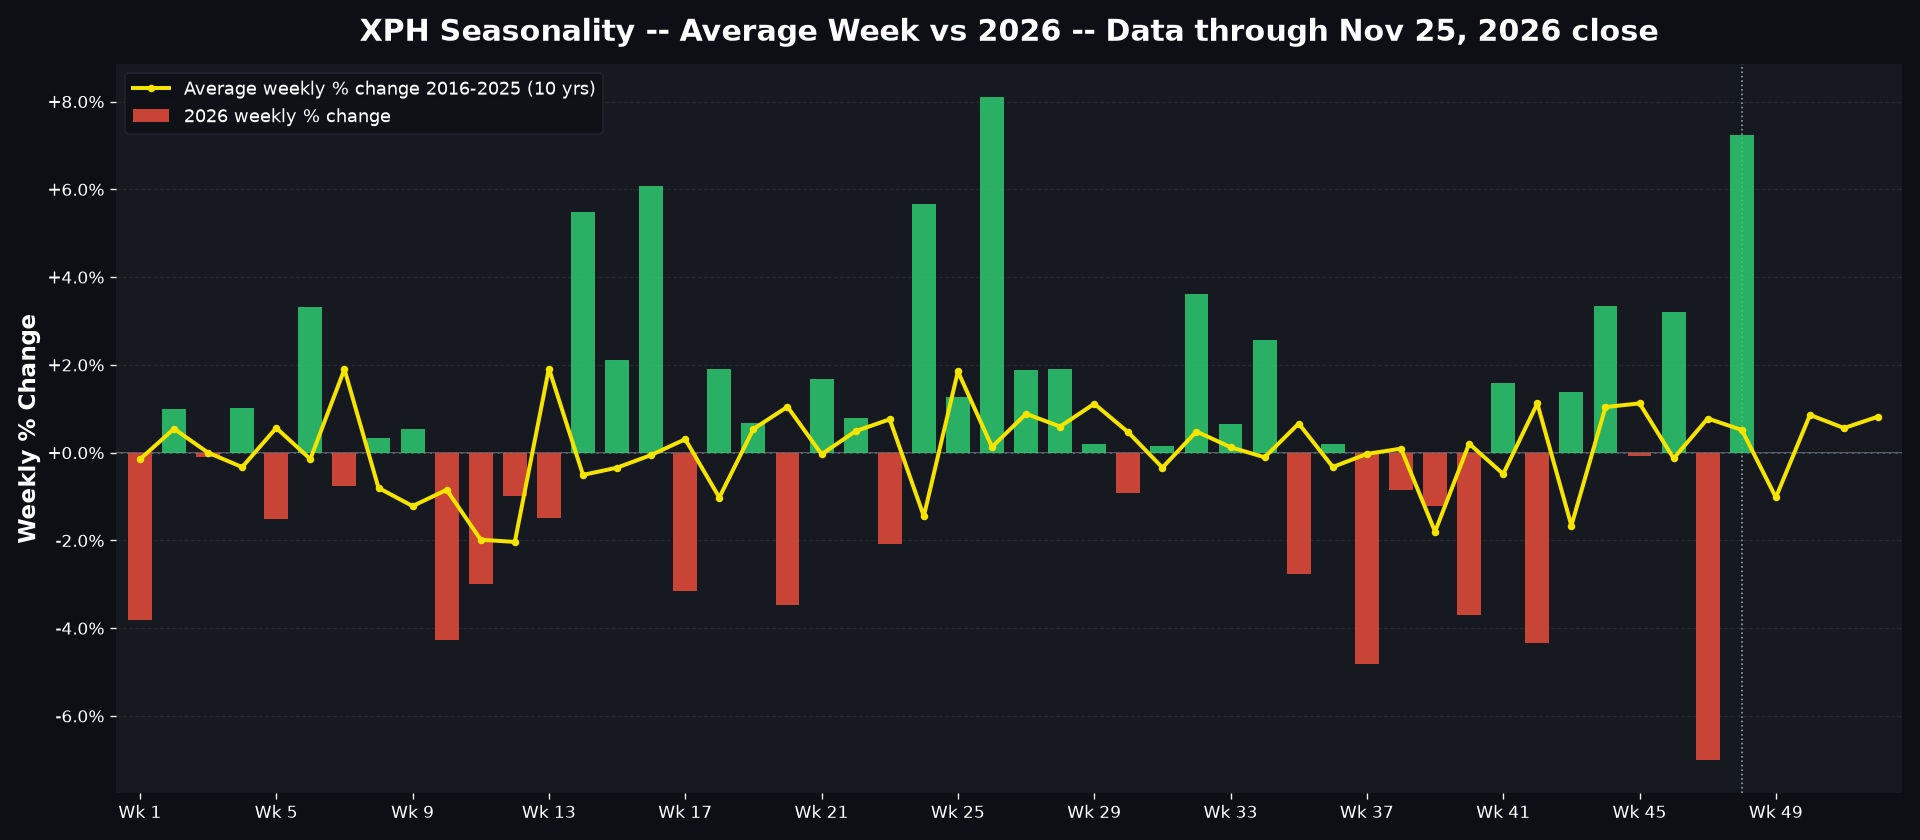 XPH Seasonality -- Average Week vs 2026 -- Data through Nov 25, 2026 close
Average weekly % change 2016-2025 (10 yrs)
2026 weekly % change
Weekly % Change
+8.0%
+6.0%
+4.0%
+2.0%
+0.0%
-2.0%
-4.0%
-6.0%
Wk 1 Wk 5 Wk 9 Wk 13 Wk 17 Wk 21 Wk 25 Wk 29 Wk 33 Wk 37 Wk 41 Wk 45 Wk 49